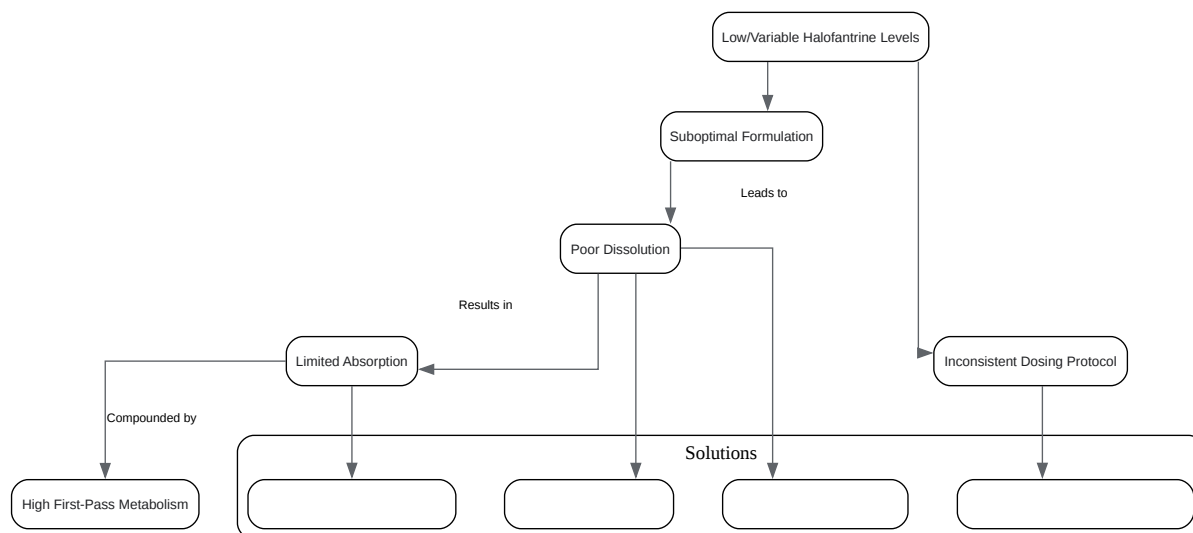 Low/Variable Halofantrine Levels
Suboptimal Formulation
Leads to
Poor Dissolution
Results in
Limited Absorption
Inconsistent Dosing Protocol
Compounded by
Solutions
High First-Pass Metabolism